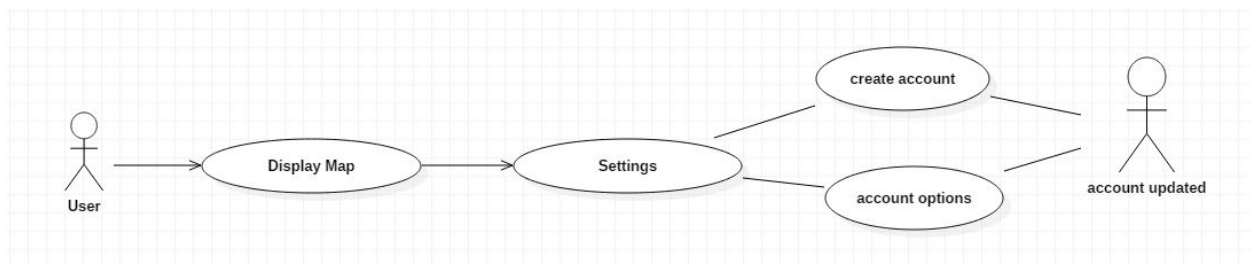 User
Display Map
Settings
create account
account options
account updated